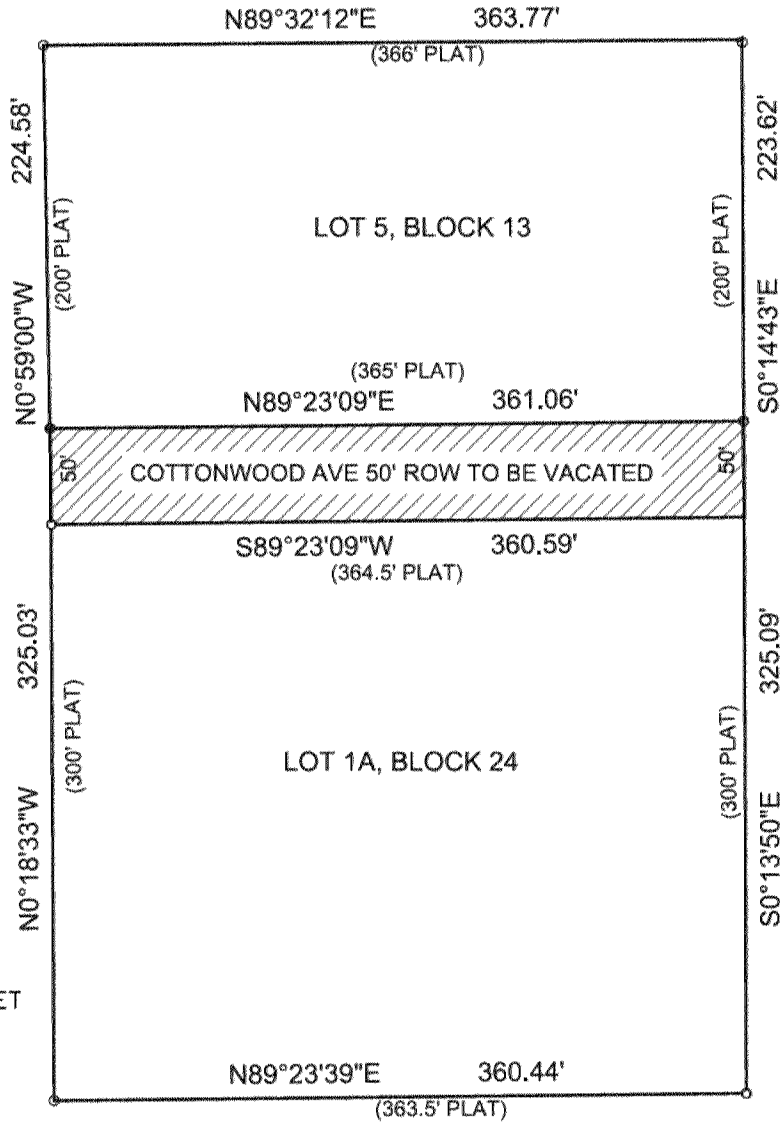 N89°32'12"E 363.77'
(366' PLAT)
N0°59'00"W 224.58'
(200' PLAT)
LOT 5, BLOCK 13
(200' PLAT)
S0°14'43"E 223.62'
(365' PLAT)
N89°23'09"E 361.06'
50'
COTTONWOOD AVE 50' ROW TO BE VACATED
50'
S89°23'09"W 360.59'
(364.5' PLAT)
N0°18'33"W 325.03'
(300' PLAT)
LOT 1A, BLOCK 24
(300' PLAT)
S0°13'50"E 325.09'
ET
N89°23'39"E 360.44'
(363.5' PLAT)